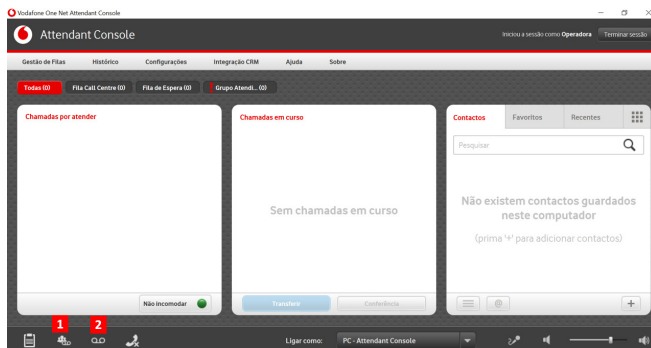 Vodafone One Net Attendant Console
Attendant Console
Iniciou a sessão como Operadora
Terminar sessão
Gestão de Filas
Histórico
Configurações
Integração CRM
Ajuda
Sobre
Todas (0)
Fila Call Centre (0)
Fila de Espera (0)
Grupo Atendi... (0)
Chamadas por atender
Chamadas em curso
Contactos
Favoritos
Recentes
Pesquisar
Sem chamadas em curso
Não existem contactos guardados
neste computador
(prima '+' para adicionar contactos)
Não incomodar
Transferir
Conferência
@
+
1
2
Ligar como:
PC - Attendant Console